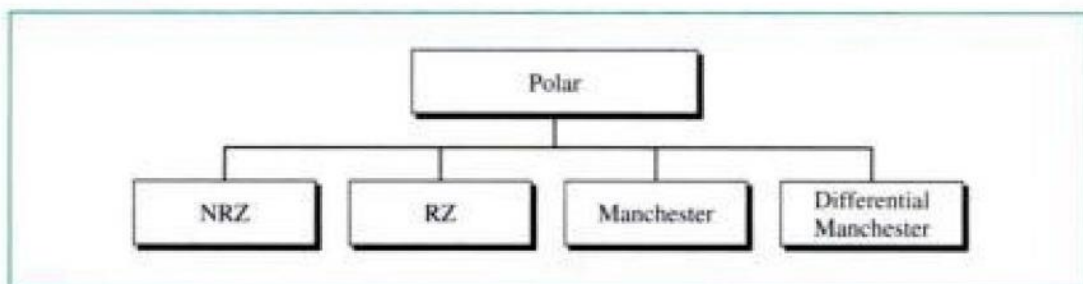 Polar
NRZ
RZ
Manchester
Differential
Manchester